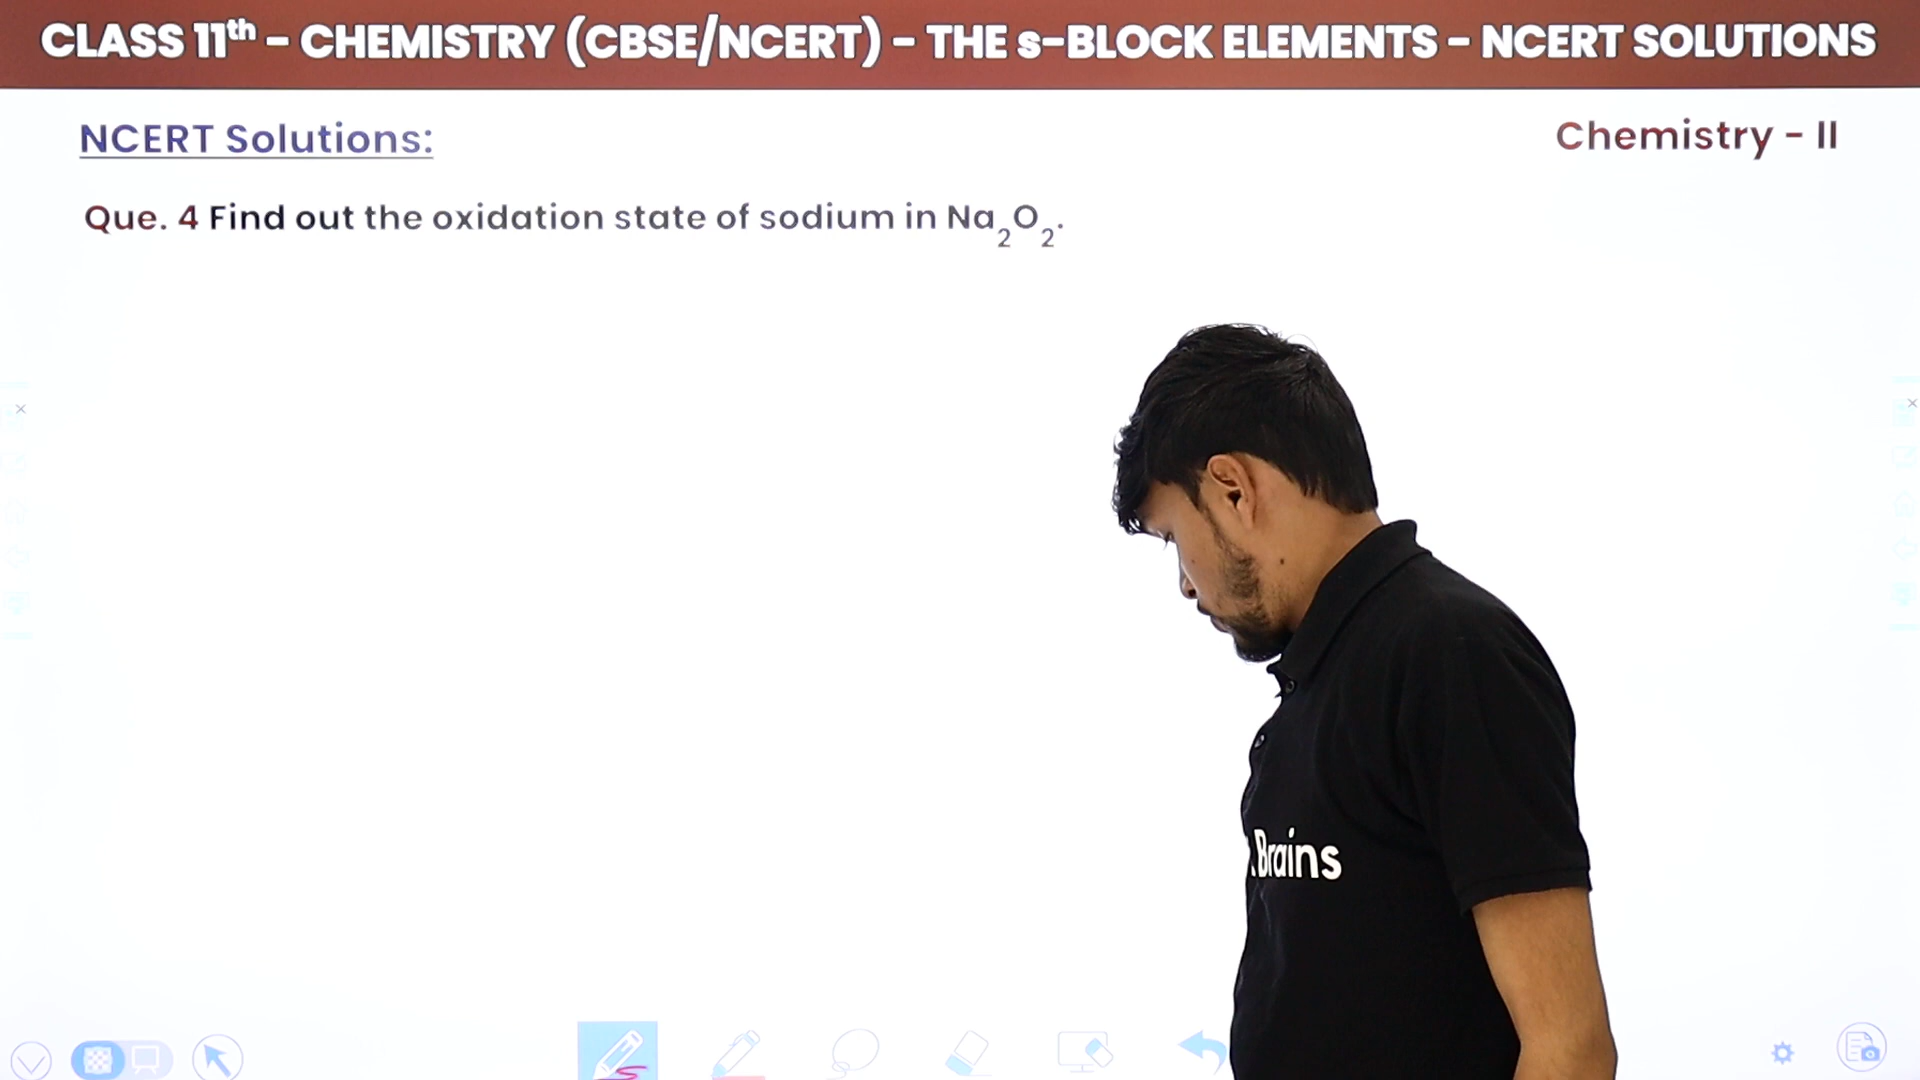 CLASS 11th - CHEMISTRY (CBSE/NCERT) - THE s-BLOCK ELEMENTS - NCERT SOLUTIONS
NCERT Solutions:
Chemistry - II
Que. 4 Find out the oxidation state of sodium in Na₂O₂.
Brains